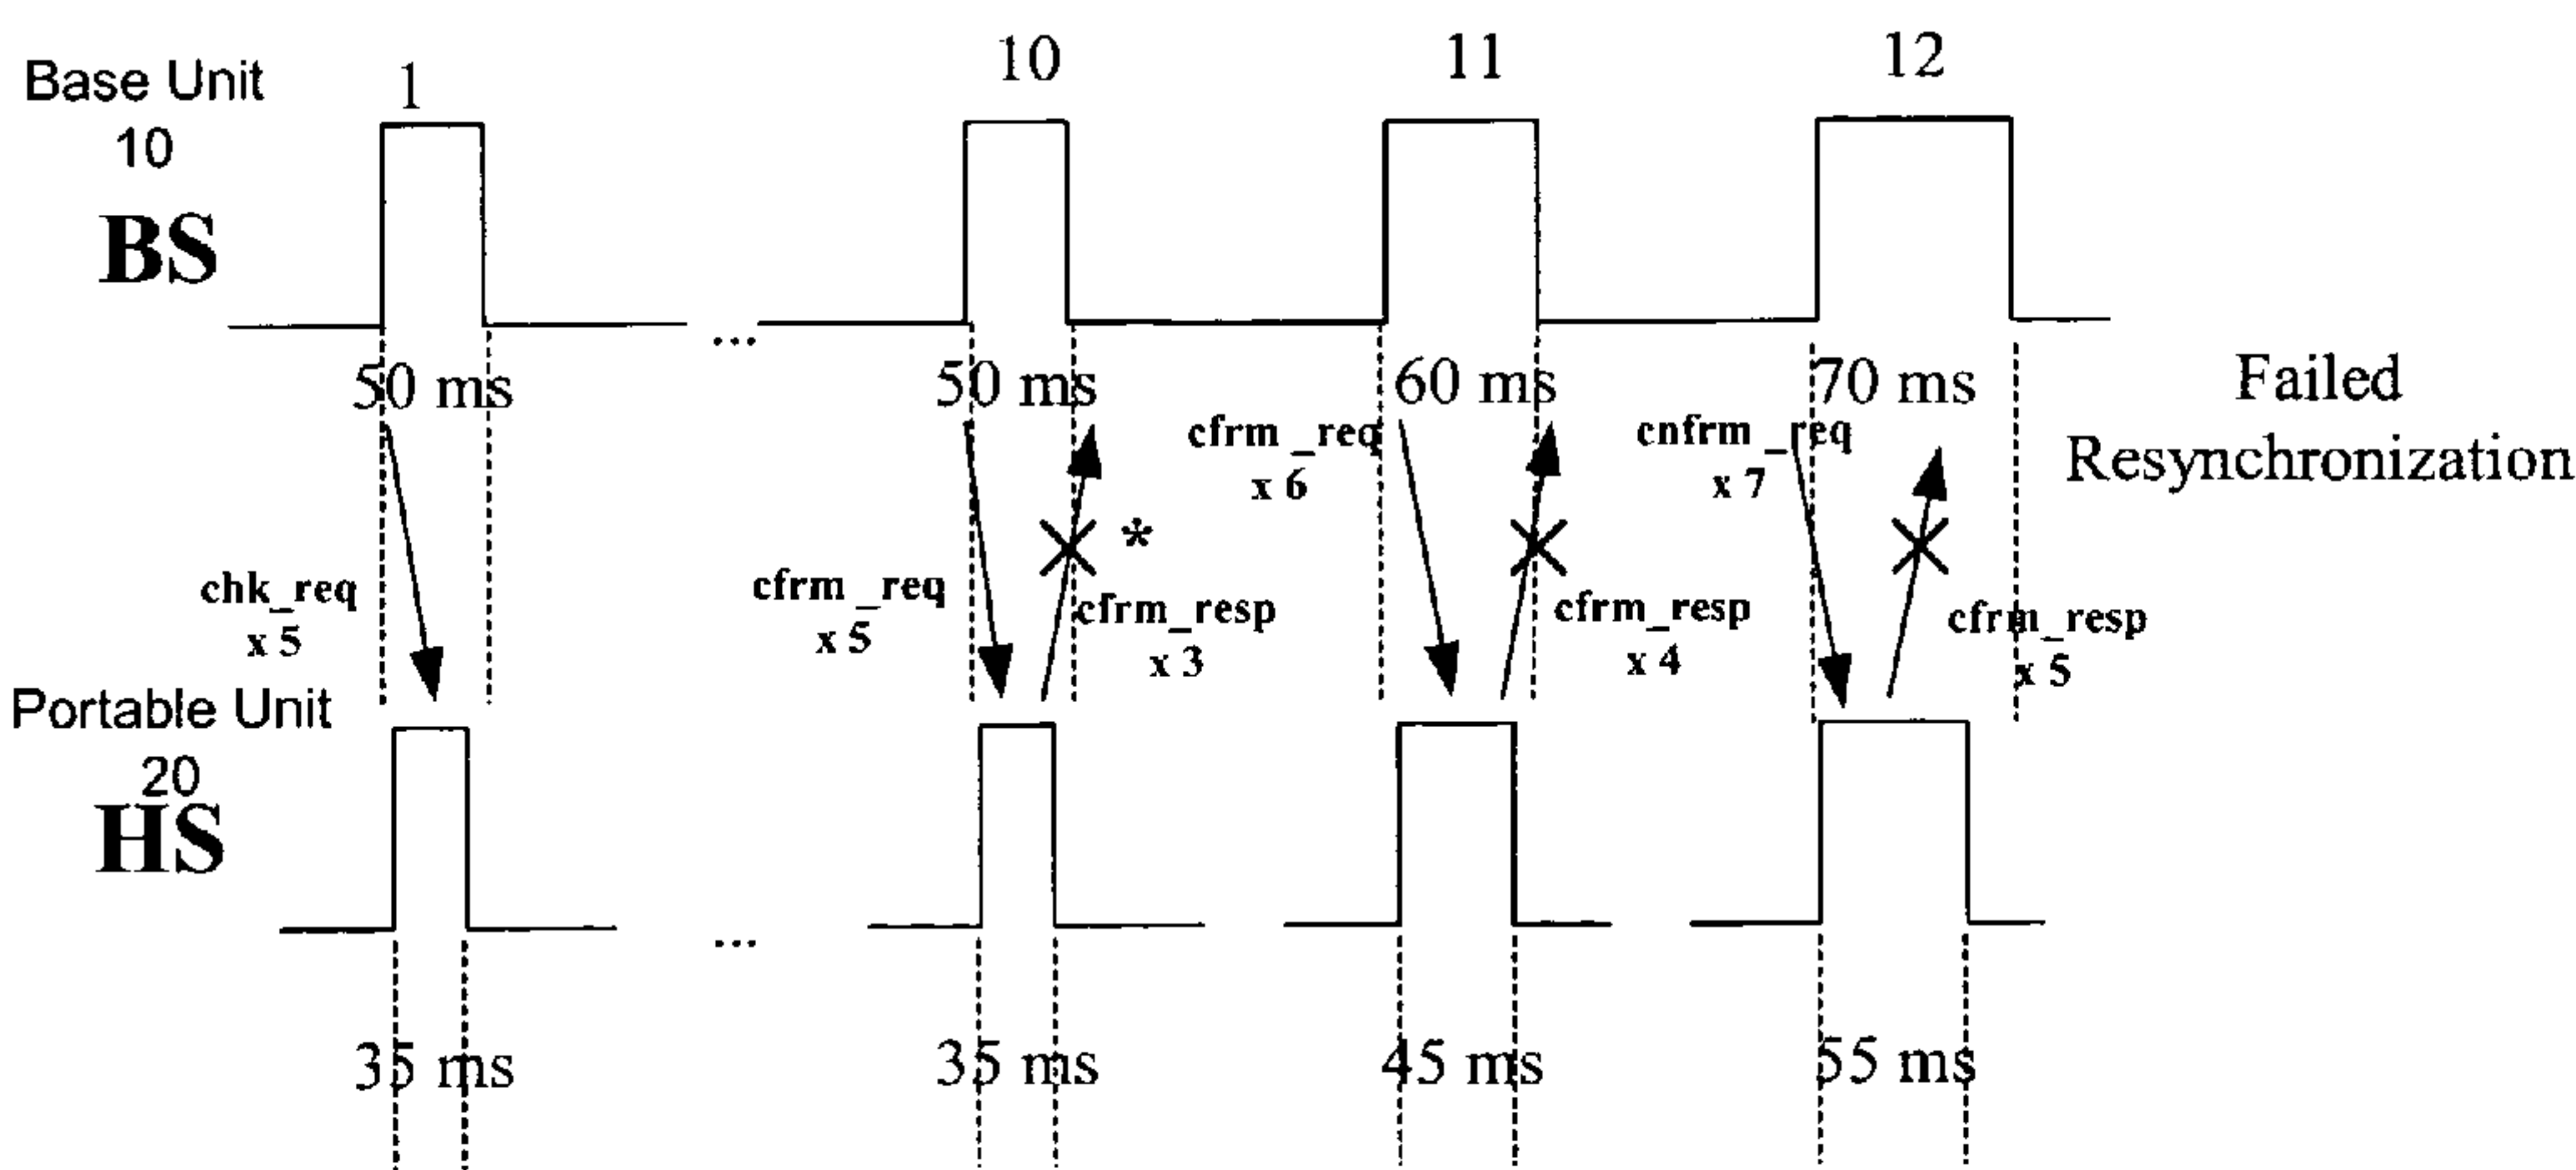 Base Unit
10
BS
1
10
11
12
...
50 ms
50 ms
60 ms
70 ms
Failed
Resynchronization
chk_req
x 5
cfrm_req
x 5
*
cfrm_resp
x 3
cfrm_req
x 6
cfrm_resp
x 4
cnfrm_req
x 7
cfrm_resp
x 5
Portable Unit
20
HS
...
35 ms
35 ms
45 ms
55 ms